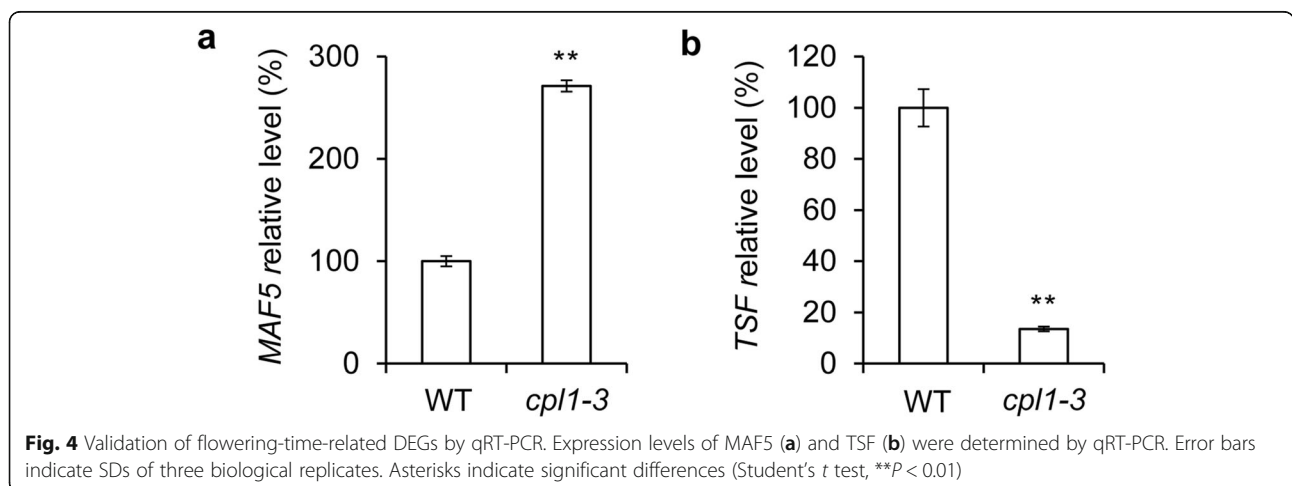 a
300
200
100
0
MAF5 relative level (%)
**
WT
cpl1-3
b
120
100
80
60
40
20
0
TSF relative level (%)
**
WT
cpl1-3
Fig. 4 Validation of flowering-time-related DEGs by qRT-PCR. Expression levels of MAF5 (a) and TSF (b) were determined by qRT-PCR. Error bars
indicate SDs of three biological replicates. Asterisks indicate significant differences (Student's t test, **P < 0.01)